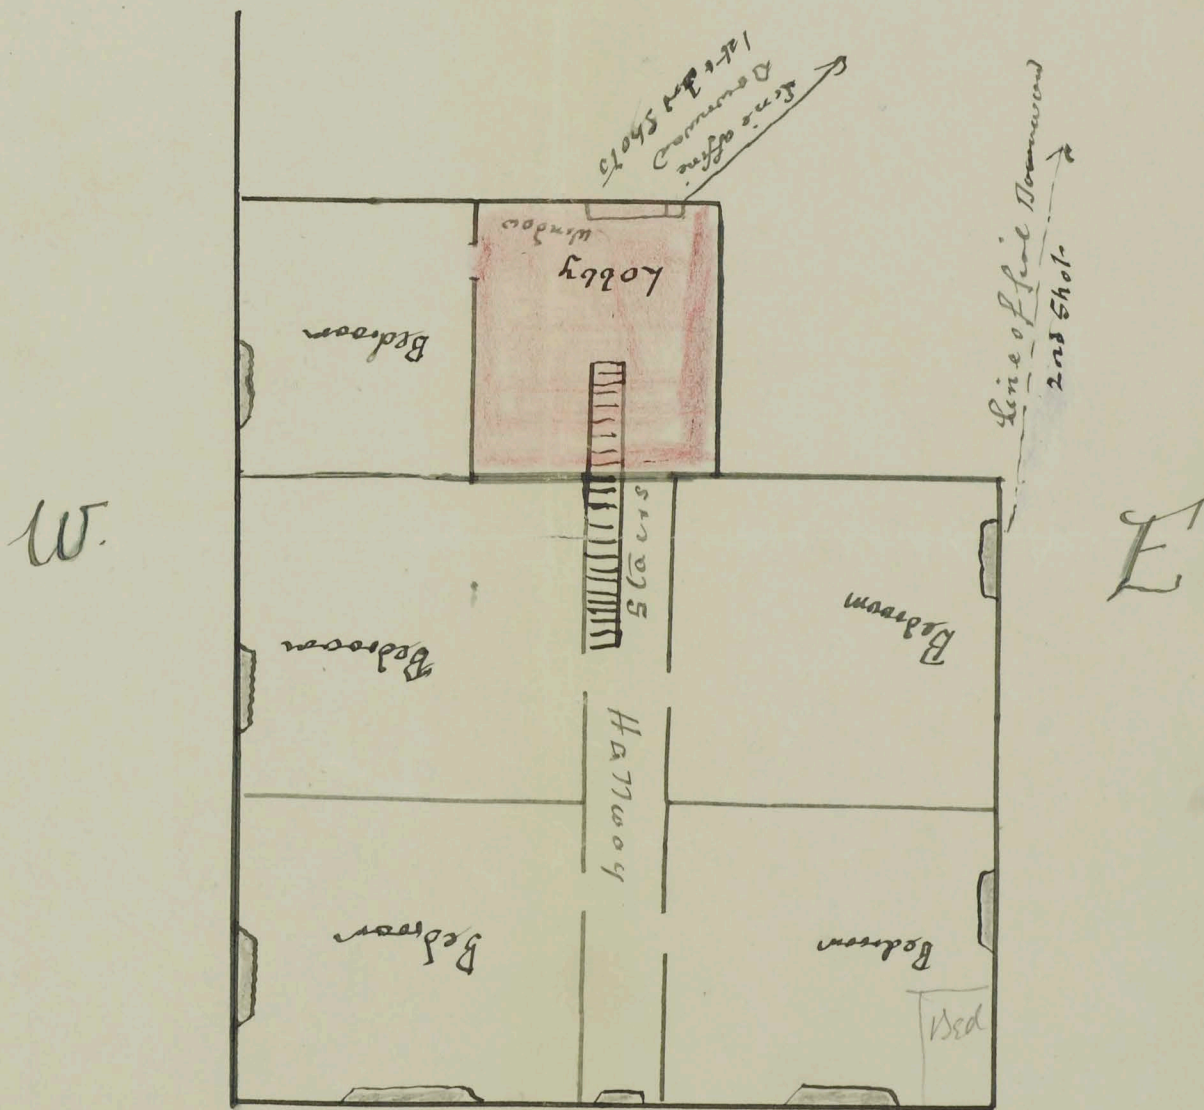 Line of fire
Downward
1st & 3rd Shots
Line of fire Downward
2nd Shot
Window
Lobby
Bedroom
Stairs
W.
E
Bedroom
Bedroom
Hallway
Bedroom
Bedroom
Bed